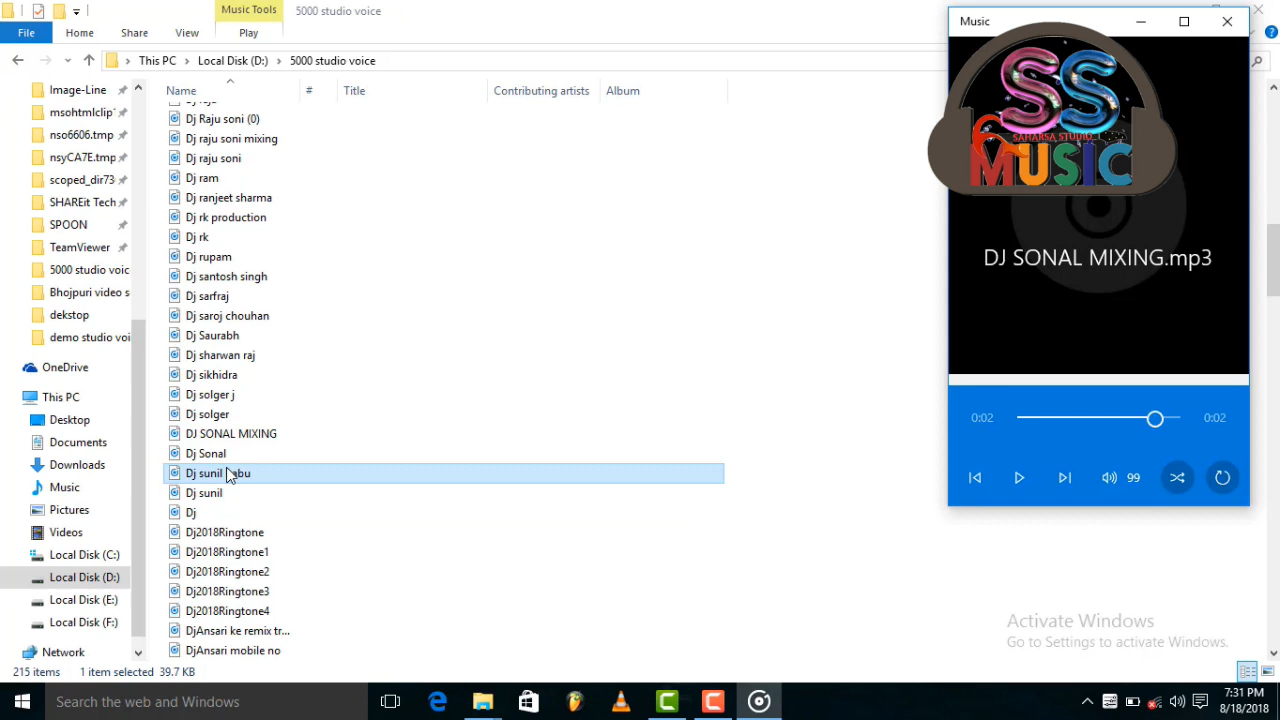 Music Tools
5000 studio voice
Music
File
Home
Share
View
Play
This PC
Local Disk (D:)
5000 studio voice
Name
#
Title
Contributing artists
Album
Image-Line
msohtmlclip
nso6606.tmp
nsyCA7E.tmp
scoped_dir73
SHAREit Tech
SPOON
TeamViewer
5000 studio voic
Bhojpuri video s
dekstop
demo studio voi
OneDrive
This PC
Desktop
Documents
Downloads
Music
Pictures
Videos
Local Disk (C:)
Local Disk (D:)
Local Disk (E:)
Local Disk (F:)
Network
Dj raju
Dj Raju soni (0)
Dj raju soni mixing
Dj raju soni
Dj ram
Dj ranjeet sharma
Dj rk production
Dj rk
Dj rupam
Dj santosh singh
Dj sarfraj
Dj saroj chouhan
Dj Saurabh
Dj sharwan raj
Dj sikhidra
Dj solger j
Dj solger
DJ SONAL MIXING
Dj Sonal
Dj sunil
Dj sunil
Dj
Dj2018Ringtone
Dj2018Ringtone1
Dj2018Ringtone2
Dj2018Ringtone3
Dj2018Ringtone4
DjAnsari ke remix tr...
DjAnsari mobile no
SS
SAHARSA STUDIO
MUSIC
DJ SONAL MIXING.mp3
0:02
0:02
99
Activate Windows
Go to Settings to activate Windows.
215 items
1 item selected 39.7 KB
Search the web and Windows
7:31 PM
8/18/2018